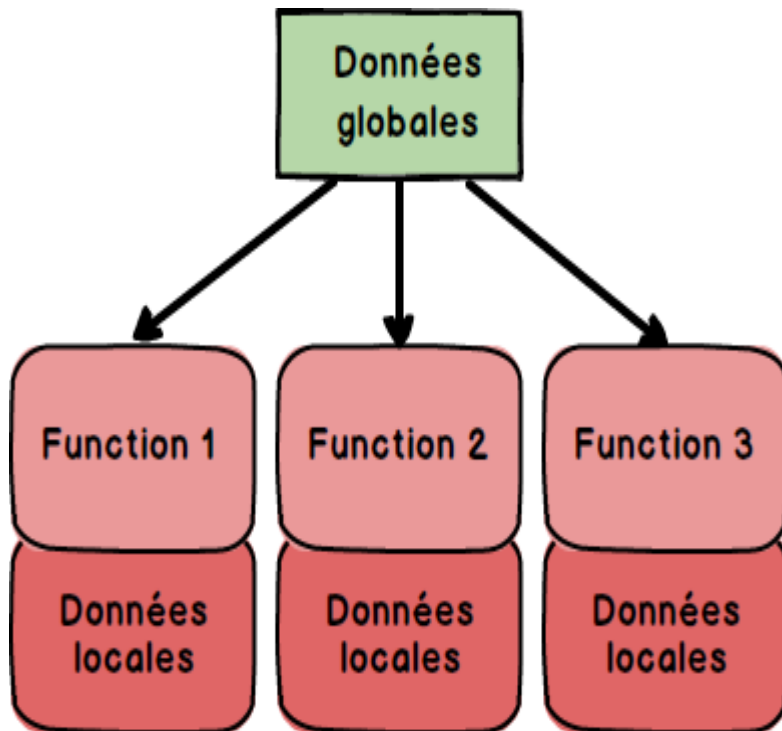 Données
globales
Function 1
Function 2
Function 3
Données
locales
Données
locales
Données
locales